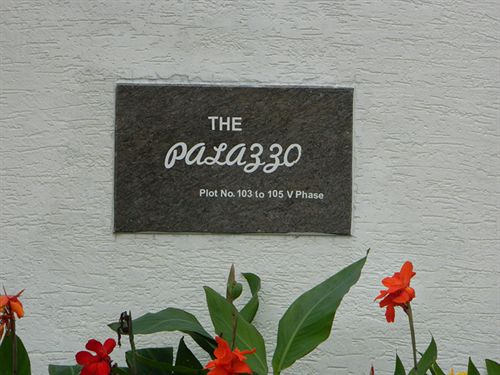 THE
PALAZZO
Plot No. 103 to 105 V Phase